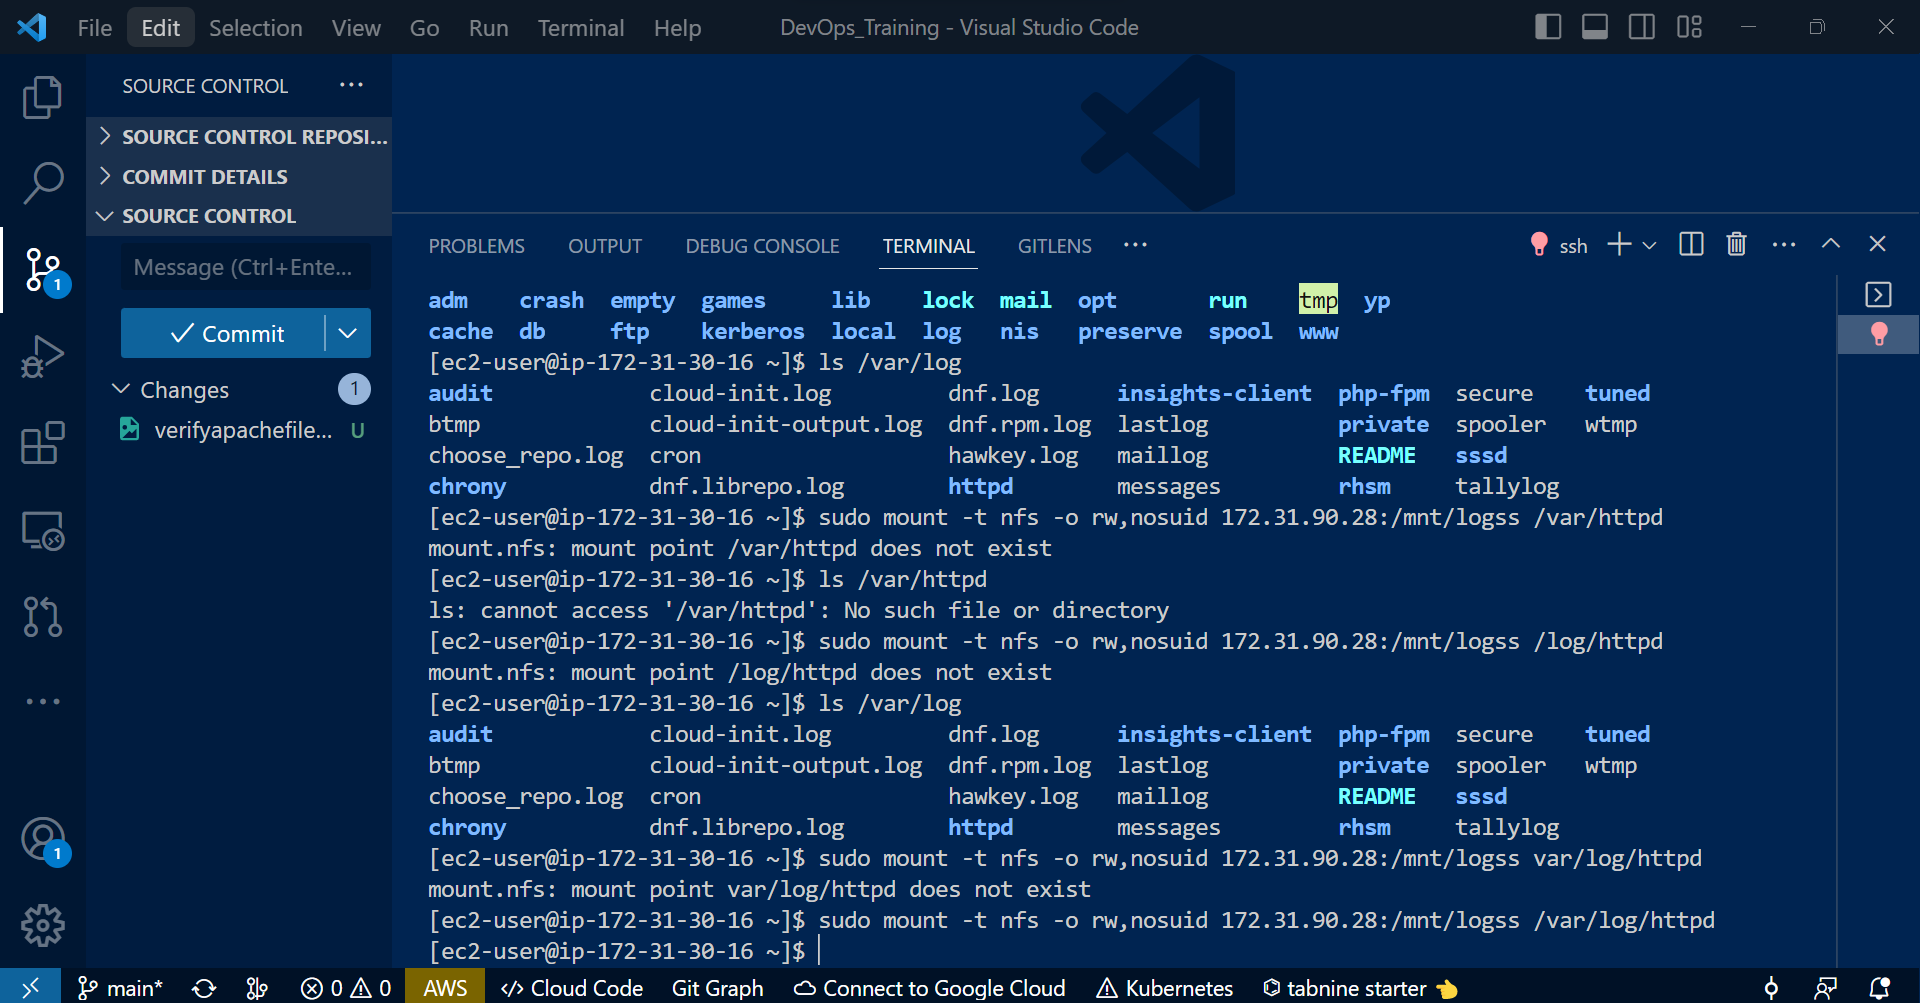 File Edit Selection View Go Run Terminal Help DevOps_Training - Visual Studio Code
SOURCE CONTROL
SOURCE CONTROL REPOSI...
COMMIT DETAILS
SOURCE CONTROL
Message (Ctrl+Ente...
Commit
Changes 1
verifyapachefile... U
1
1
PROBLEMS OUTPUT DEBUG CONSOLE TERMINAL GITLENS ssh
adm crash empty games lib lock mail opt run tmp yp
cache db ftp kerberos local log nis preserve spool www
[ec2-user@ip-172-31-30-16 ~]$ ls /var/log
audit cloud-init.log dnf.log insights-client php-fpm secure tuned
btmp cloud-init-output.log dnf.rpm.log lastlog private spooler wtmp
choose_repo.log cron hawkey.log maillog README sssd
chrony dnf.librepo.log httpd messages rhsm tallylog
[ec2-user@ip-172-31-30-16 ~]$ sudo mount -t nfs -o rw,nosuid 172.31.90.28:/mnt/logss /var/httpd
mount.nfs: mount point /var/httpd does not exist
[ec2-user@ip-172-31-30-16 ~]$ ls /var/httpd
ls: cannot access '/var/httpd': No such file or directory
[ec2-user@ip-172-31-30-16 ~]$ sudo mount -t nfs -o rw,nosuid 172.31.90.28:/mnt/logss /log/httpd
mount.nfs: mount point /log/httpd does not exist
[ec2-user@ip-172-31-30-16 ~]$ ls /var/log
audit cloud-init.log dnf.log insights-client php-fpm secure tuned
btmp cloud-init-output.log dnf.rpm.log lastlog private spooler wtmp
choose_repo.log cron hawkey.log maillog README sssd
chrony dnf.librepo.log httpd messages rhsm tallylog
[ec2-user@ip-172-31-30-16 ~]$ sudo mount -t nfs -o rw,nosuid 172.31.90.28:/mnt/logss var/log/httpd
mount.nfs: mount point var/log/httpd does not exist
[ec2-user@ip-172-31-30-16 ~]$ sudo mount -t nfs -o rw,nosuid 172.31.90.28:/mnt/logss /var/log/httpd
[ec2-user@ip-172-31-30-16 ~]$
main* 0 0 AWS Cloud Code Git Graph Connect to Google Cloud Kubernetes tabnine starter